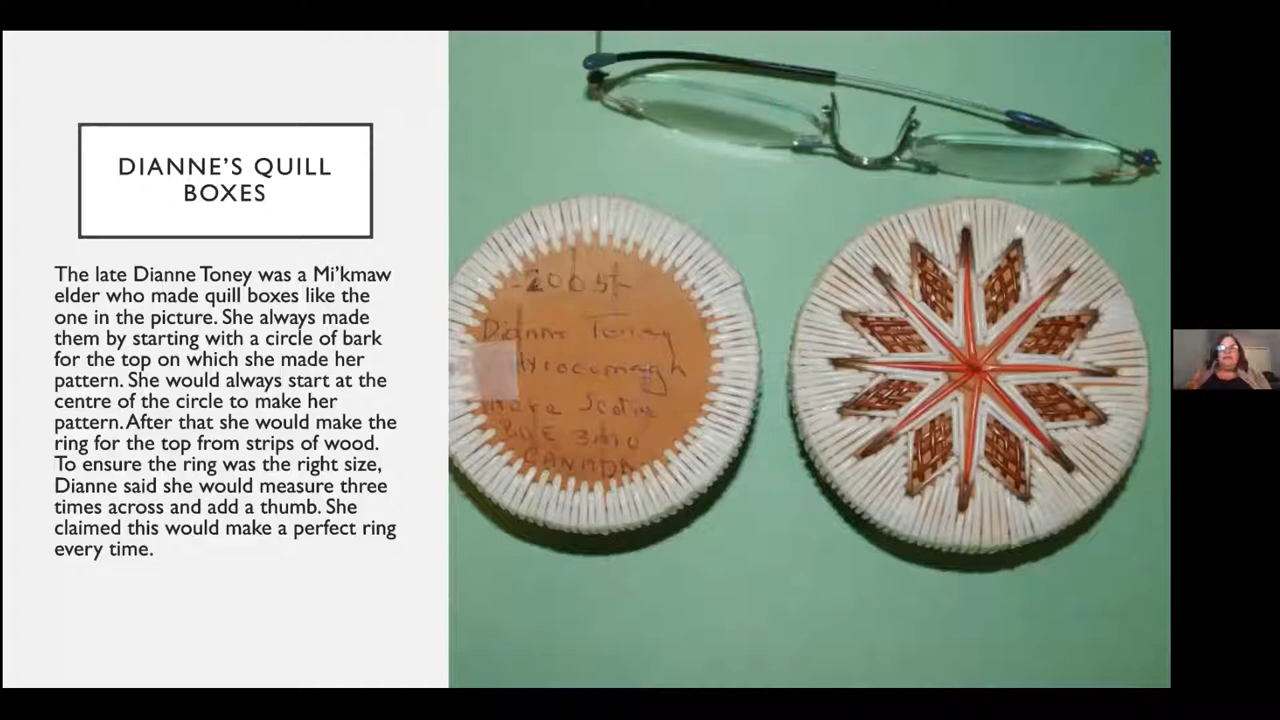 DIANNE'S QUILL
BOXES
The late Dianne Toney was a Mi'kmaw
elder who made quill boxes like the
one in the picture. She always made
them by starting with a circle of bark
for the top on which she made her
pattern. She would always start at the
centre of the circle to make her
pattern. After that she would make the
ring for the top from strips of wood.
To ensure the ring was the right size,
Dianne said she would measure three
times across and add a thumb. She
claimed this would make a perfect ring
every time.
Dianne Toney
Scotia
CANADA